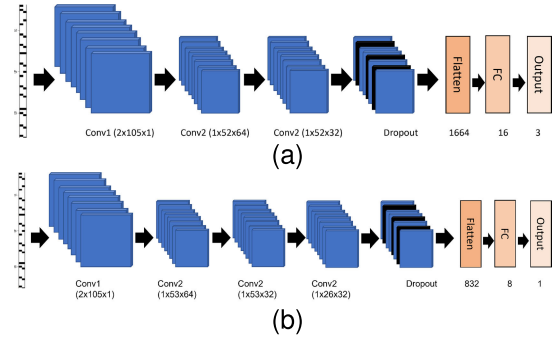 Flatten
FC
Output
Conv1 (2x105x1)
Conv2 (1x52x64)
Conv2 (1x52x32)
Dropout
1664
16
3
(a)
Flatten
FC
Output
Conv1
(2x105x1)
Conv2
(1x53x64)
Conv2
(1x53x32)
Conv2
(1x26x32)
Dropout
832
8
1
(b)